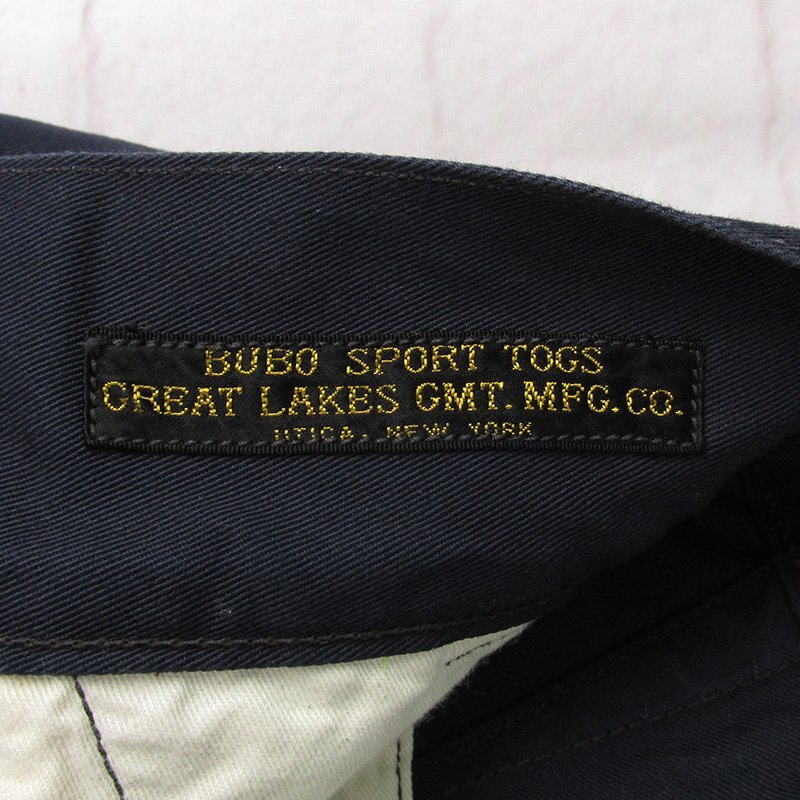 BUBO SPORT TOGS
GREAT LAKES GMT. MFG. CO.
UTICA, NEW YORK